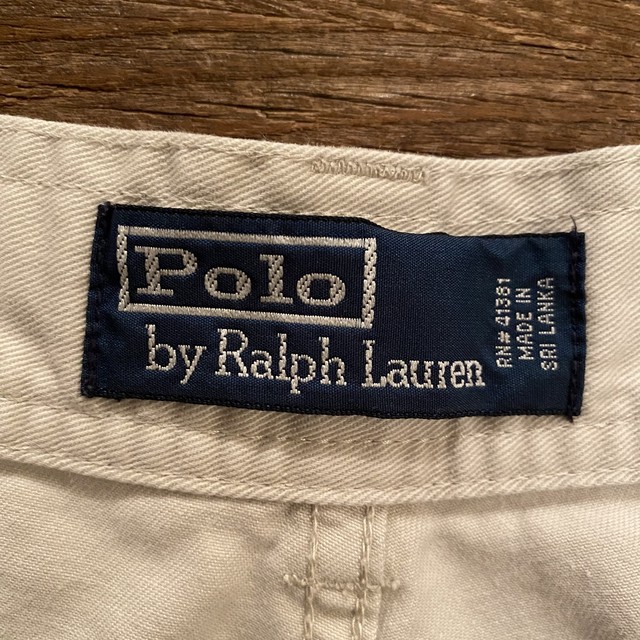 Polo
by Ralph Lauren
RN# 41381
MADE IN
SRI LANKA